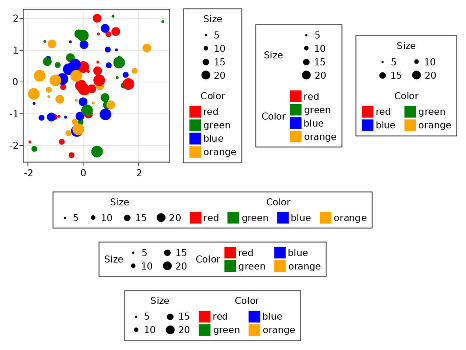 2
1
0
-1
-2
-2
0
2
Size
5
10
15
20
Color
red
green
blue
orange
Size
5
10
15
20
Color
red
green
blue
orange
Size
5 10
15 20
Color
red green
blue orange
Size Color
5 10 15 20 red green blue orange
Size 5 15 Color red blue
10 20 green orange
Size Color
5 15 red blue
10 20 green orange